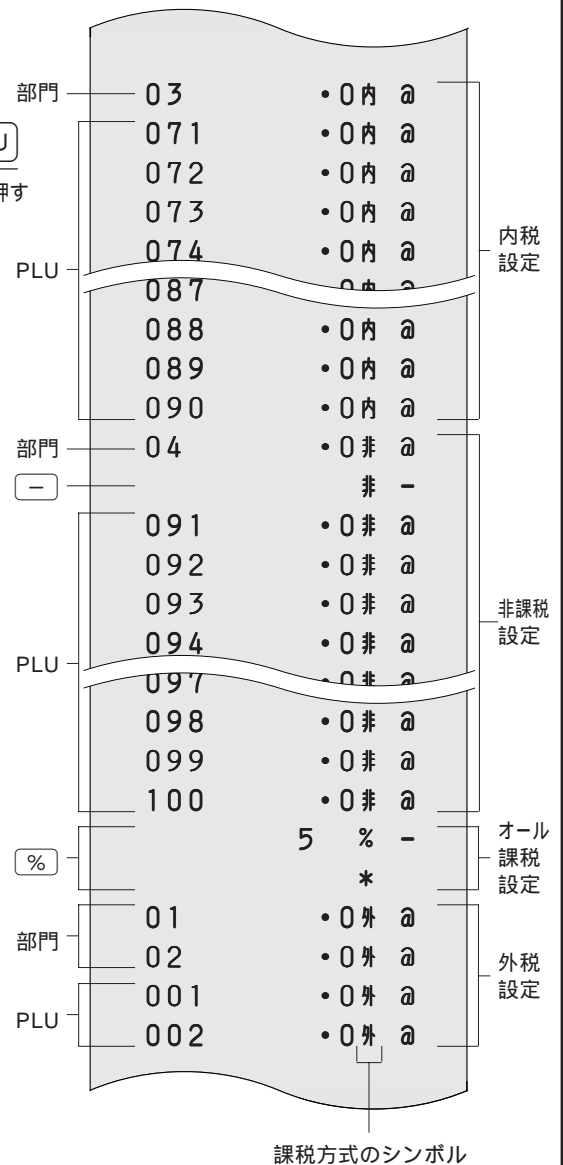 部門 03 •0内 @
071 •0内 @
072 •0内 @
押す
073 •0内 @
074 •0内 @
内税
設定
PLU
087 •0内 @
088 •0内 @
089 •0内 @
090 •0内 @
部門 04 •0非 @
− 非 −
091 •0非 @
092 •0非 @
093 •0非 @
非課税
設定
094 •0非 @
PLU
097 •0非 @
098 •0非 @
099 •0非 @
100 •0非 @
5 % −
オール
課税
設定
%
*
部門
01 •0外 @
02 •0外 @
外税
設定
PLU
001 •0外 @
002 •0外 @
課税方式のシンボル